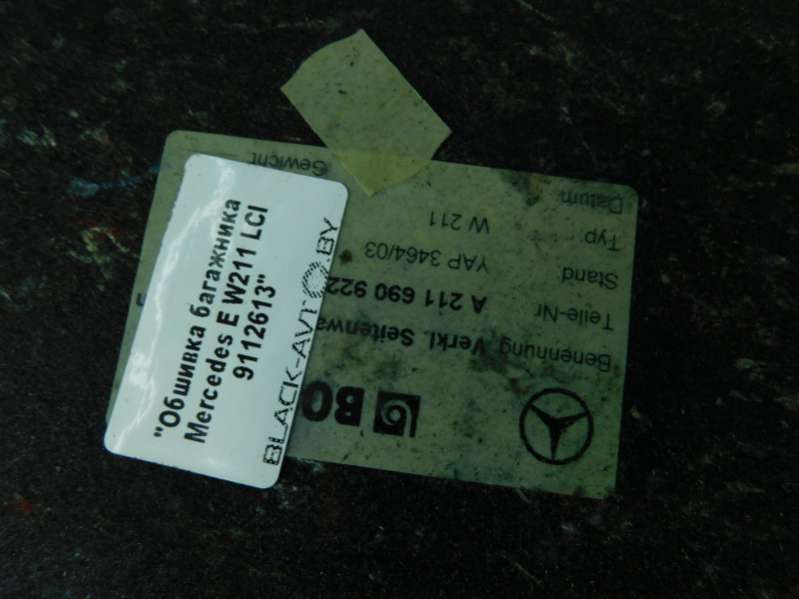 "Обшивка багажника
Mercedes E W211 LCI
9112613"
BLACK-AVTO.BY
BO
Benennung Verkl. Seitenwa
Teile-Nr A 211 690 922
Stand YAP 3464/03
Typ W 211
Datum
Gewicht